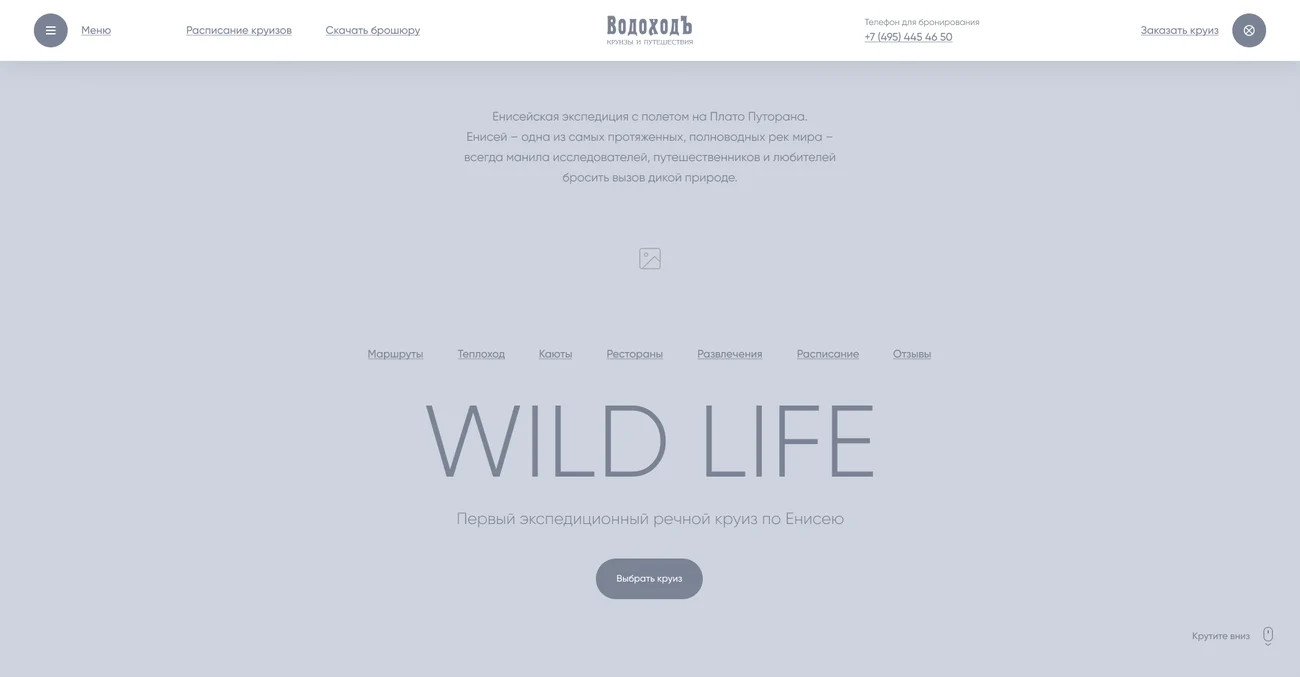 Меню
Расписание круизов
Скачать брошюру
ВодоходЪ
КРУИЗЫ И ПУТЕШЕСТВИЯ
Телефон для бронирования
+7 (495) 445 46 50
Заказать круиз
Енисейская экспедиция с полетом на Плато Путорана.
Енисей – одна из самых протяженных, полноводных рек мира –
всегда манила исследователей, путешественников и любителей
бросить вызов дикой природе.
Маршруты
Теплоход
Каюты
Рестораны
Развлечения
Расписание
Отзывы
WILD LIFE
Первый экспедиционный речной круиз по Енисею
Выбрать круиз
Крутите вниз